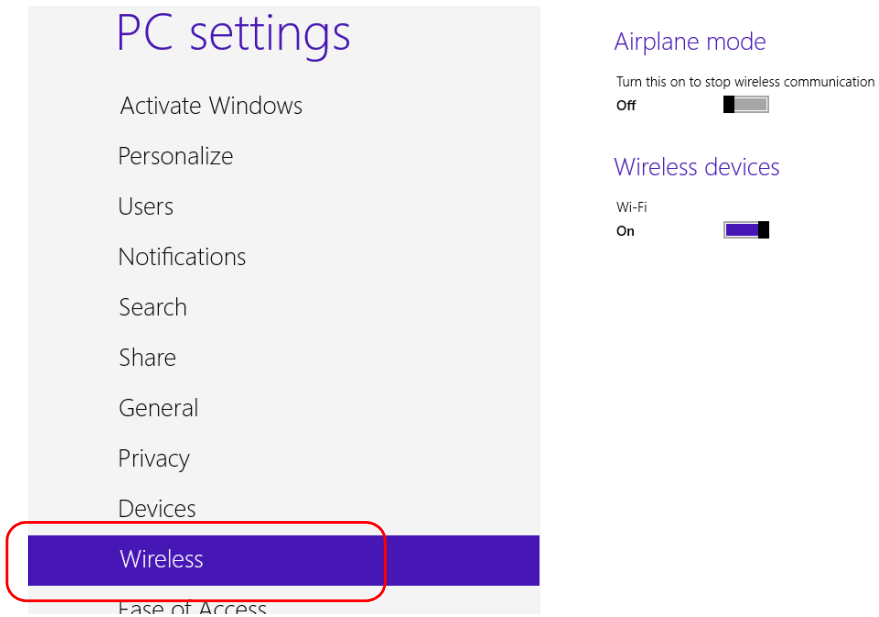 PC settings
Activate Windows
Personalize
Users
Notifications
Search
Share
General
Privacy
Devices
Wireless
Ease of Access
Airplane mode
Turn this on to stop wireless communication
Off
Wireless devices
Wi-Fi
On